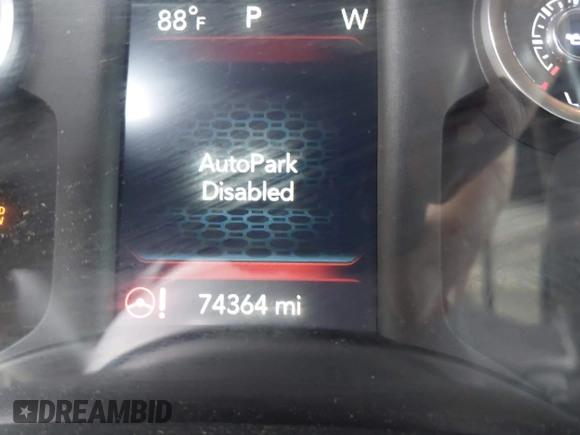 88°F P W
AutoPark
Disabled
74364 mi
DREAMBID